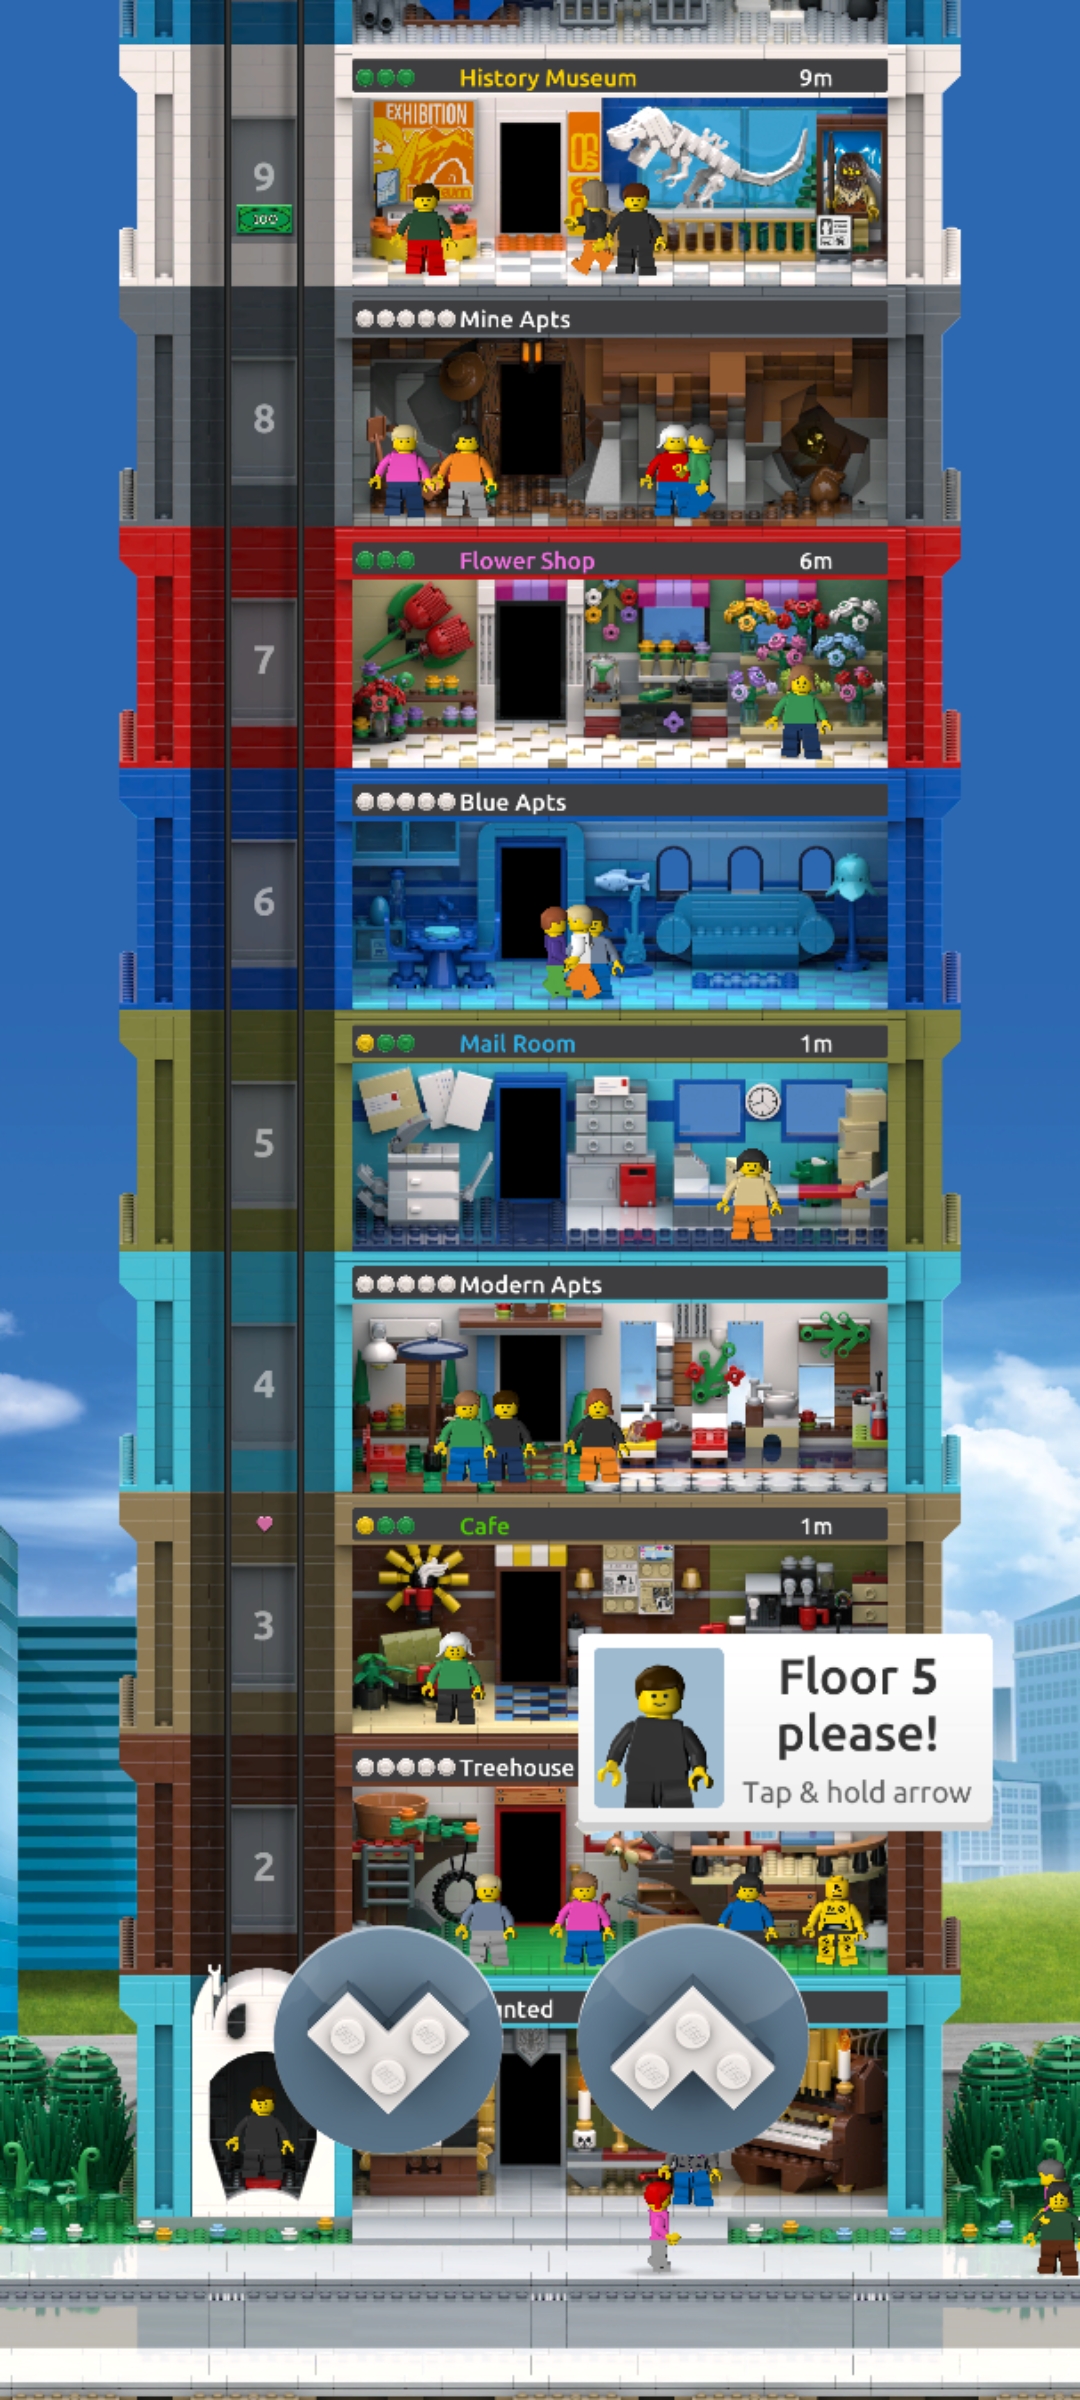 History Museum 9m
EXHIBITION
9
100
Mine Apts
8
Flower Shop 6m
7
Blue Apts
6
Mail Room 1m
5
Modern Apts
4
Cafe 1m
3
Floor 5
please!
Tap & hold arrow
Treehouse
2
nted